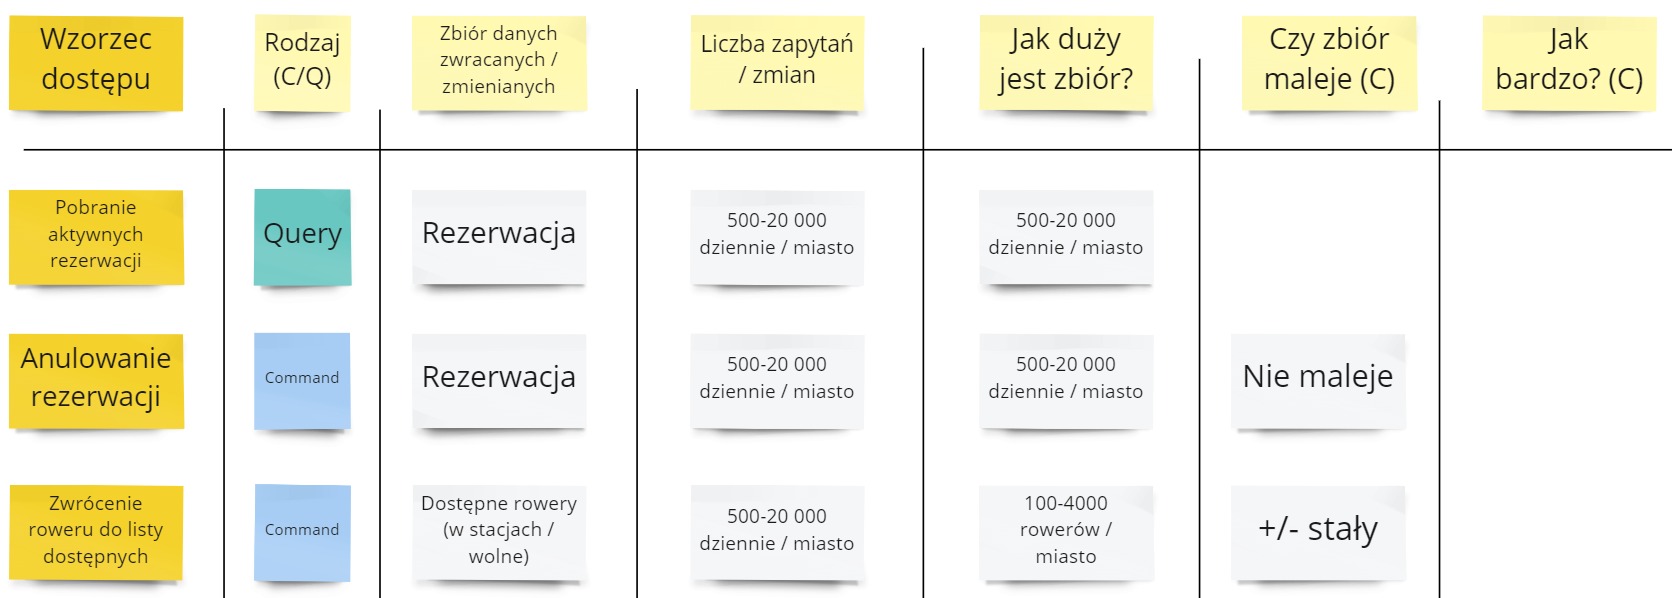 Wzorzec
dostępu
Rodzaj
(C/Q)
Zbiór danych
zwracanych /
zmienianych
Liczba zapytań
/ zmian
Jak duży
jest zbiór?
Czy zbiór
maleje (C)
Jak
bardzo? (C)
Pobranie
aktywnych
rezerwacji
Query
Rezerwacja
500-20 000
dziennie / miasto
500-20 000
dziennie / miasto
Anulowanie
rezerwacji
Command
Rezerwacja
500-20 000
dziennie / miasto
500-20 000
dziennie / miasto
Nie maleje
Zwrócenie
roweru do listy
dostępnych
Command
Dostępne rowery
(w stacjach /
wolne)
500-20 000
dziennie / miasto
100-4000
rowerów /
miasto
+/- stały